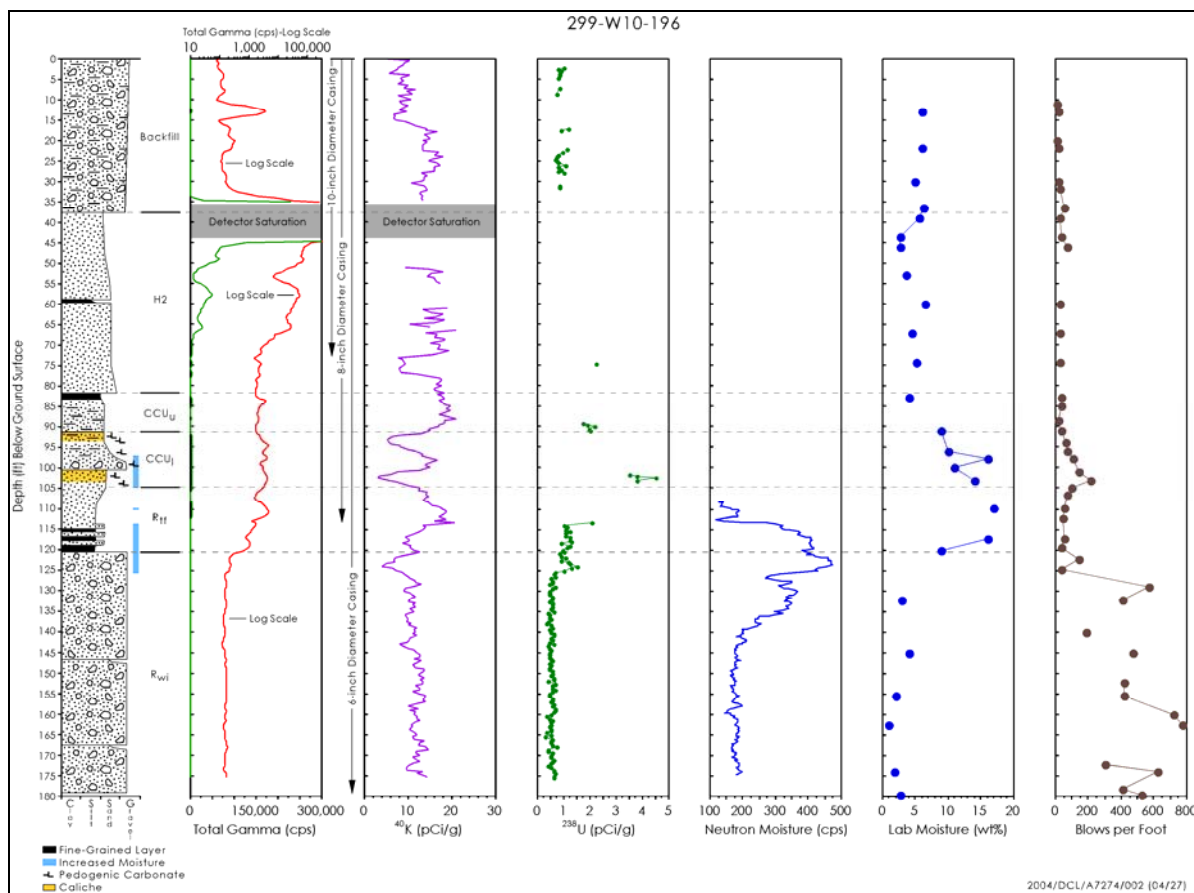 299-W10-196
Total Gamma (cps)-Log Scale
10 1,000 100,000
Depth (ft) Below Ground Surface
0
5
10
15
20
25
30
35
40
45
50
55
60
65
70
75
80
85
90
95
100
105
110
115
120
125
130
135
140
145
150
155
160
165
170
175
180
Backfill
H2
CCUu
CCUl
Rtf
Rwi
Log Scale
Detector Saturation
Log Scale
Log Scale
10-inch Diameter Casing
8-inch Diameter Casing
6-inch Diameter Casing
Detector Saturation
Clay
Silt
Sand
Gravel
0 150,000 300,000
Total Gamma (cps)
0 10 20 30
40K (pCi/g)
0 1 2 3 4 5
238U (pCi/g)
100 200 300 400 500
Neutron Moisture (cps)
0 5 10 15 20
Lab Moisture (wt%)
0 200 400 600 800
Blows per Foot
Fine-Grained Layer
Increased Moisture
Pedogenic Carbonate
Caliche
2004/DCL/A7274/002 (04/27)